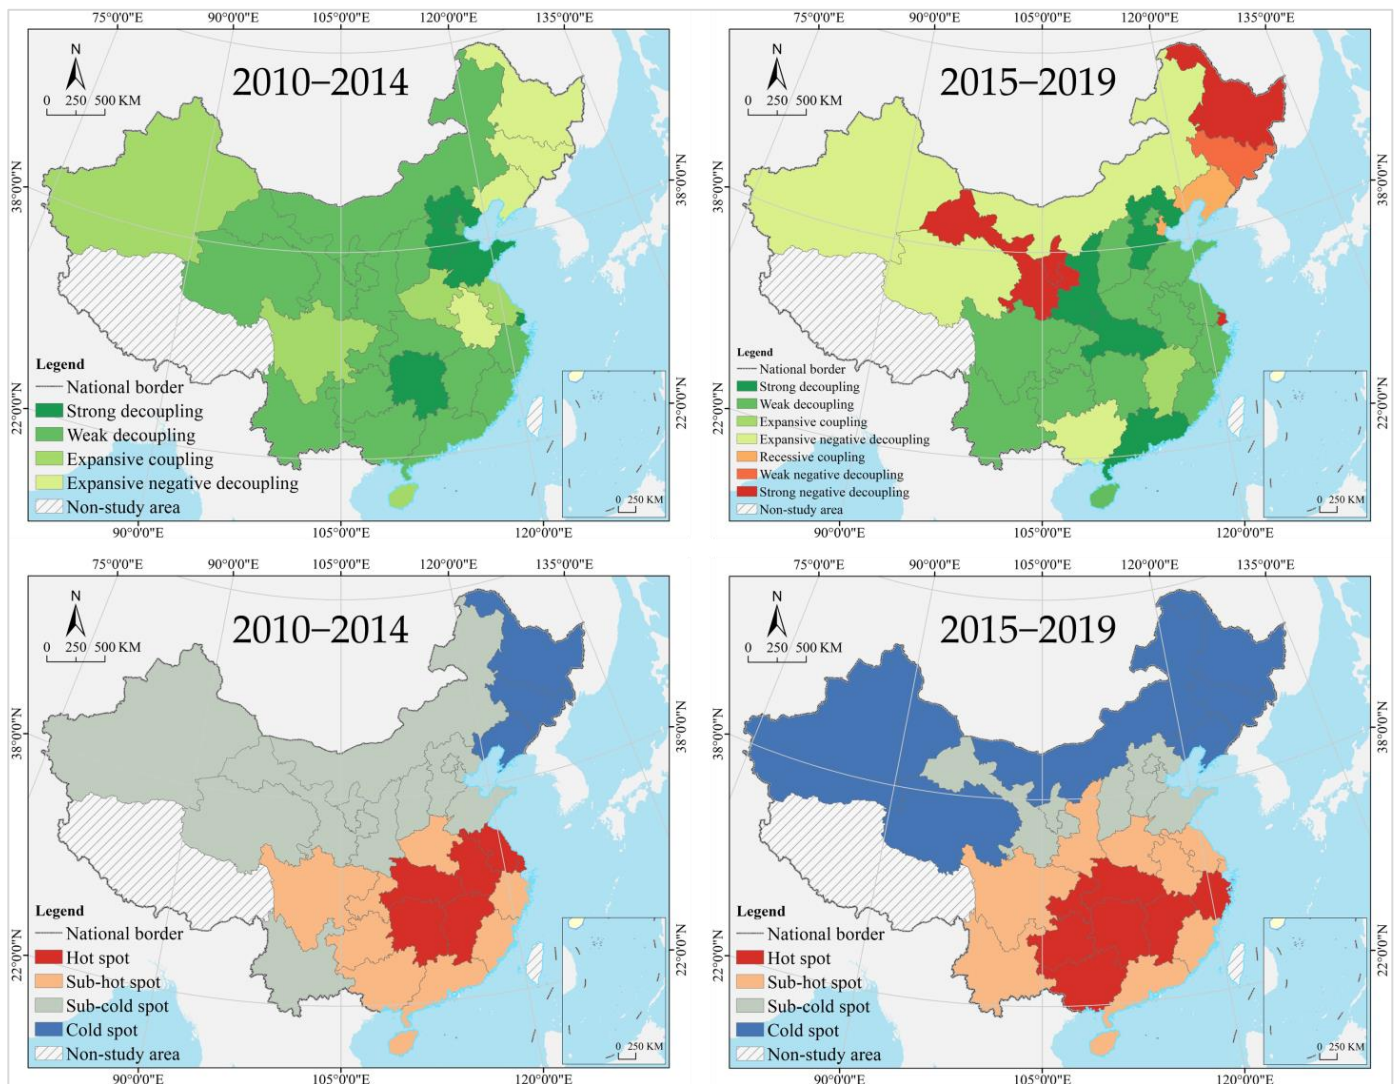 75°0'0"E 90°0'0"E 105°0'0"E 120°0'0"E 135°0'0"E
N
0 250 500 KM
2010–2014
38°0'0"N
38°0'0"N
22°0'0"N
22°0'0"N
Legend
National border
Strong decoupling
Weak decoupling
Expansive coupling
Expansive negative decoupling
Non-study area
0 250 KM
90°0'0"E 105°0'0"E 120°0'0"E
75°0'0"E 90°0'0"E 105°0'0"E 120°0'0"E 135°0'0"E
N
0 250 500 KM
2015–2019
38°0'0"N
38°0'0"N
22°0'0"N
22°0'0"N
Legend
National border
Strong decoupling
Weak decoupling
Expansive coupling
Expansive negative decoupling
Recessive coupling
Weak negative decoupling
Strong negative decoupling
Non-study area
0 250 KM
90°0'0"E 105°0'0"E 120°0'0"E
75°0'0"E 90°0'0"E 105°0'0"E 120°0'0"E 135°0'0"E
N
0 250 500 KM
2010–2014
38°0'0"N
38°0'0"N
22°0'0"N
22°0'0"N
Legend
National border
Hot spot
Sub-hot spot
Sub-cold spot
Cold spot
Non-study area
0 250 KM
90°0'0"E 105°0'0"E 120°0'0"E
75°0'0"E 90°0'0"E 105°0'0"E 120°0'0"E 135°0'0"E
N
0 250 500 KM
2015–2019
38°0'0"N
38°0'0"N
22°0'0"N
22°0'0"N
Legend
National border
Hot spot
Sub-hot spot
Sub-cold spot
Cold spot
Non-study area
0 250 KM
90°0'0"E 105°0'0"E 120°0'0"E